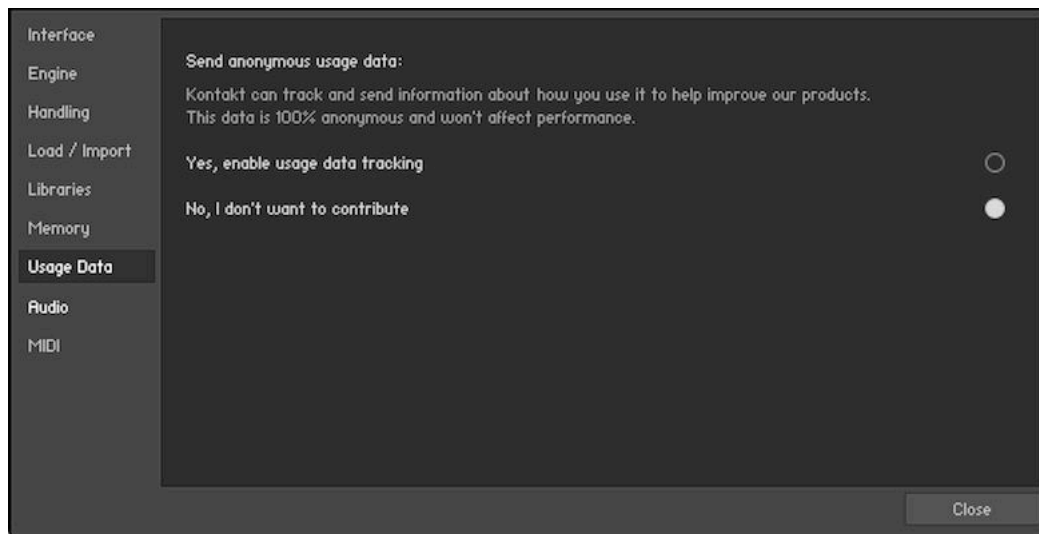 Interface
Engine
Handling
Load / Import
Libraries
Memory
Usage Data
Audio
MIDI
Send anonymous usage data:
Kontakt can track and send information about how you use it to help improve our products.
This data is 100% anonymous and won't affect performance.
Yes, enable usage data tracking
No, I don't want to contribute
Close